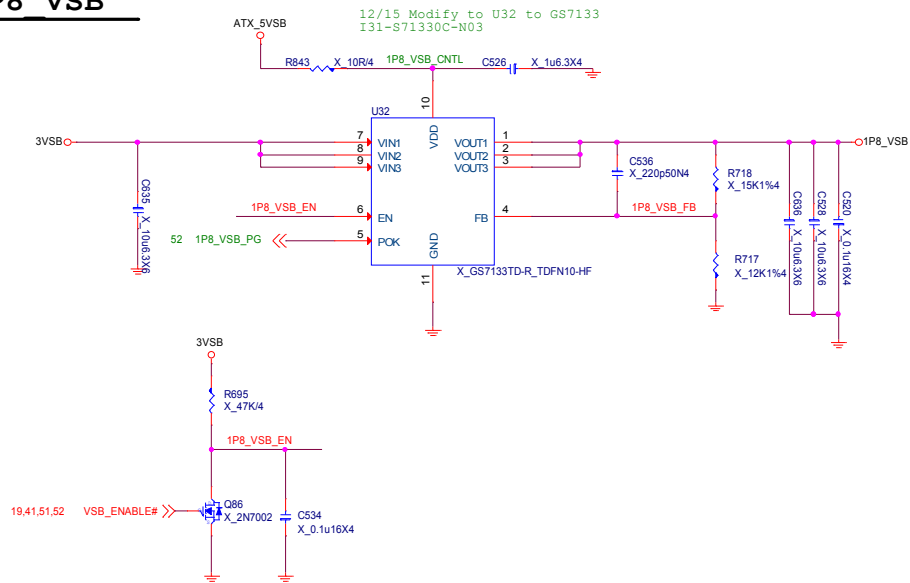 1P8_VSB
12/15 Modify to U32 to GS7133
I31-S71330C-N03
ATX_5VSB
R843
X_10R/4
1P8_VSB_CNTL
C526
X_1u6.3X4
U32
10
VDD
3VSB
7
VIN1
VOUT1
1
1P8_VSB
8
VIN2
VOUT2
2
9
VIN3
VOUT3
3
C536
X_220p50N4
R718
X_15K1%4
C635
X_10u6.3X6
1P8_VSB_EN
6
EN
FB
4
1P8_VSB_FB
C636
X_10u6.3X6
C528
X_10u6.3X6
C520
X_0.1u16X4
52 1P8_VSB_PG
5
POK
GND
11
X_GS7133TD-R_TDFN10-HF
R717
X_12K1%4
3VSB
R695
X_47K/4
1P8_VSB_EN
19,41,51,52 VSB_ENABLE#
Q86
X_2N7002
C534
X_0.1u16X4